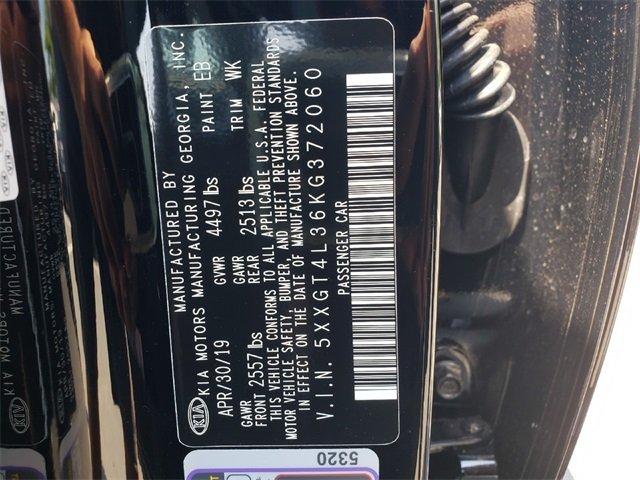 MANUFACTURED BY
KIA KIA MOTORS MANUFACTURING GEORGIA, INC.
APR/30/19 GVWR 4497 lbs PAINT EB
GAWR FRONT 2557 lbs GAWR REAR 2513 lbs TRIM WK
THIS VEHICLE CONFORMS TO ALL APPLICABLE U.S.A. FEDERAL
MOTOR VEHICLE SAFETY, BUMPER, AND THEFT PREVENTION STANDARDS
IN EFFECT ON THE DATE OF MANUFACTURE SHOWN ABOVE.
V.I.N. 5XXGT4L36KG372060
PASSENGER CAR
5320